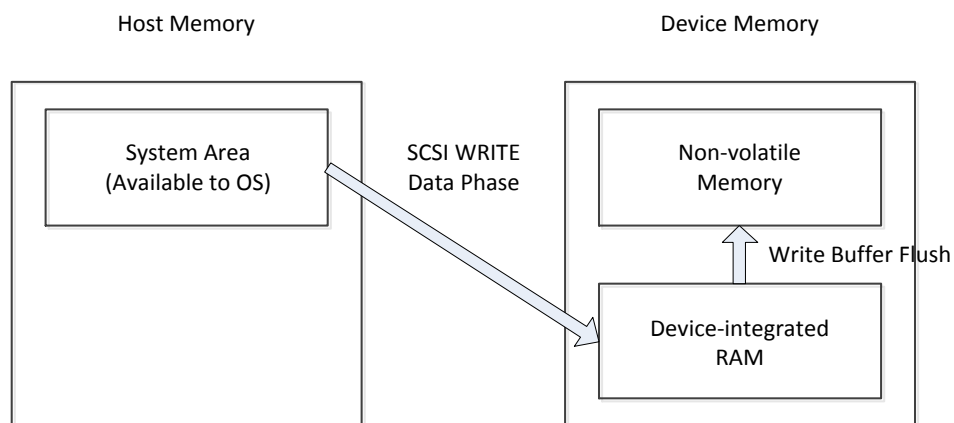 Host Memory
Device Memory
System Area
(Available to OS)
SCSI WRITE
Data Phase
Non-volatile
Memory
Write Buffer Flush
Device-integrated
RAM